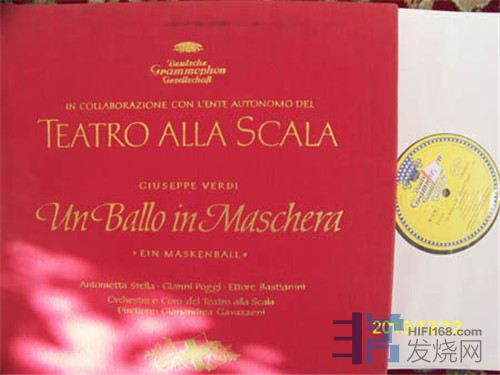 Deutsche
Grammophon
Gesellschaft
IN COLLABORAZIONE CON L'ENTE AUTONOMO DEL
TEATRO ALLA SCALA
GIUSEPPE VERDI
Un Ballo in Maschera
• EIN MASKENBALL •
Antonietta Stella · Gianni Poggi · Ettore Bastianini
Orchestra e Coro del Teatro alla Scala
Direttore: Gianandrea Gavazzeni
HIFI168.com
发烧网